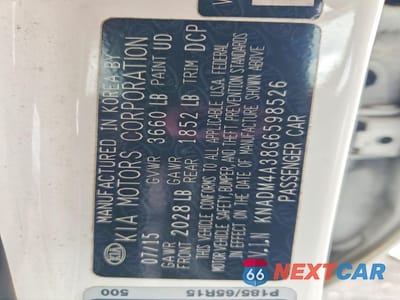 MANUFACTURED IN KOREA BY
KIA MOTORS CORPORATION
07/15 GVWR 3660 LB PAINT UD
GAWR FRONT 2028 LB GAWR REAR 1852 LB TRIM DCP
THIS VEHICLE CONFORMS TO ALL APPLICABLE U.S.A. FEDERAL
MOTOR VEHICLE SAFETY, BUMPER, AND THEFT PREVENTION STANDARDS
IN EFFECT ON THE DATE OF MANUFACTURE SHOWN ABOVE.
V.I.N KNADM4A38G6598526
PASSENGER CAR
KIA
P185/65R15
500
66 NEXTCAR